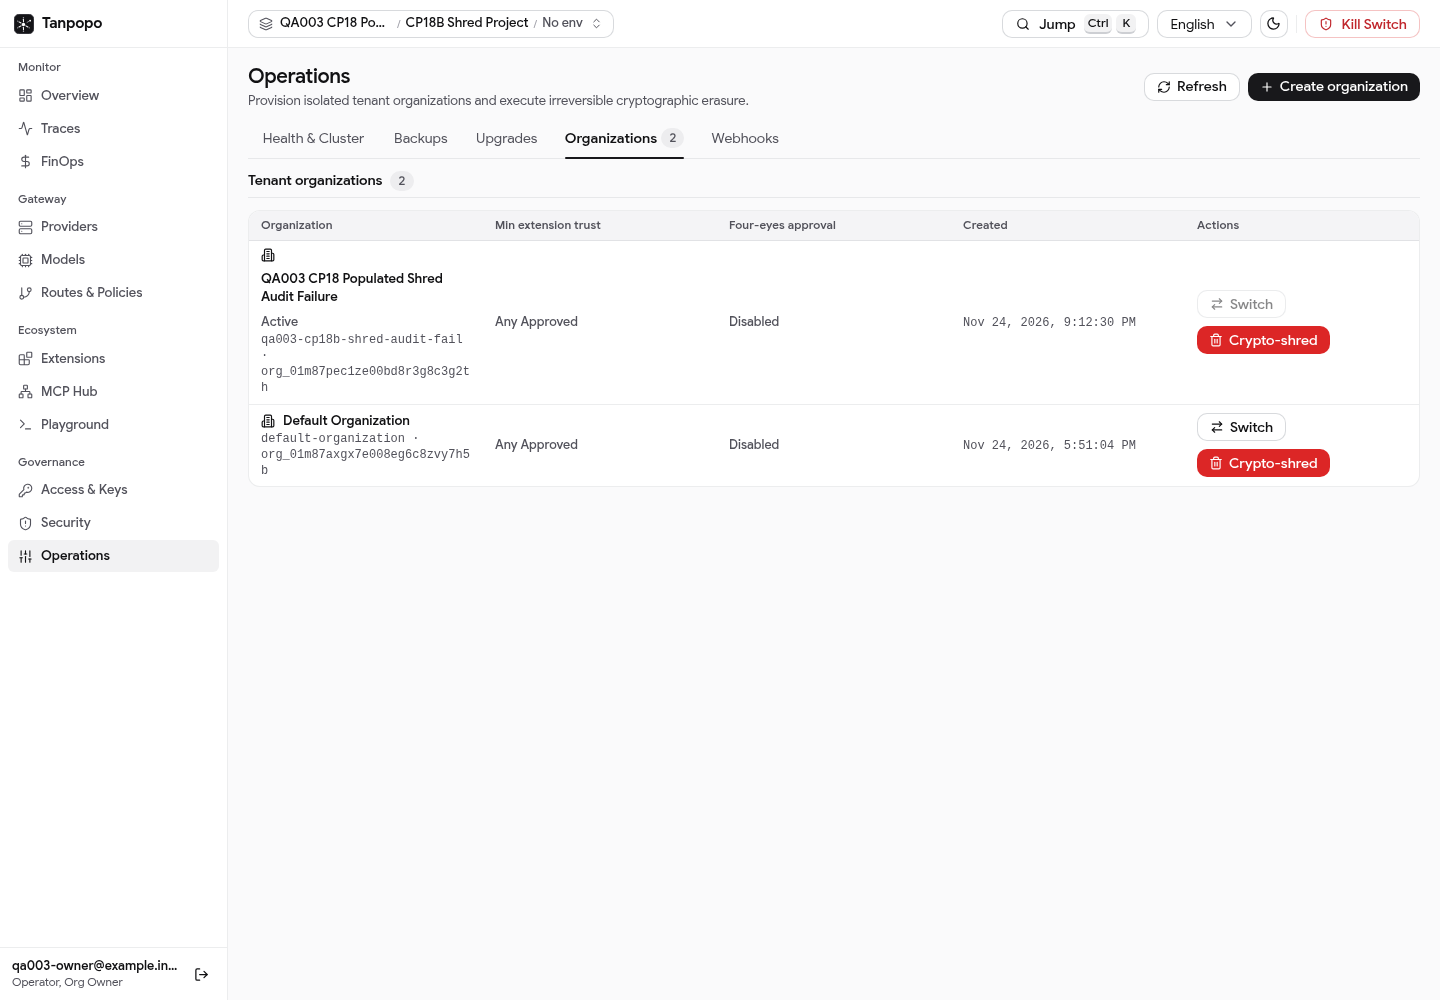 Tanpopo
QA003 CP18 Po... / CP18B Shred Project / No env
Jump Ctrl K
English
Kill Switch
Monitor
Overview
Traces
FinOps
Gateway
Providers
Models
Routes & Policies
Ecosystem
Extensions
MCP Hub
Playground
Governance
Access & Keys
Security
Operations
qa003-owner@example.in...
Operator, Org Owner
Operations
Provision isolated tenant organizations and execute irreversible cryptographic erasure.
Refresh
Create organization
Health & Cluster Backups Upgrades Organizations 2 Webhooks
Tenant organizations 2
Organization Min extension trust Four-eyes approval Created Actions
QA003 CP18 Populated Shred
Audit Failure
Active
qa003-cp18b-shred-audit-fail
·
org_01m87pec1ze00bd8r3g8c3g2t
h
Any Approved
Disabled
Nov 24, 2026, 9:12:30 PM
Switch
Crypto-shred
Default Organization
default-organization ·
org_01m87axgx7e008eg6c8zvy7h5
b
Any Approved
Disabled
Nov 24, 2026, 5:51:04 PM
Switch
Crypto-shred